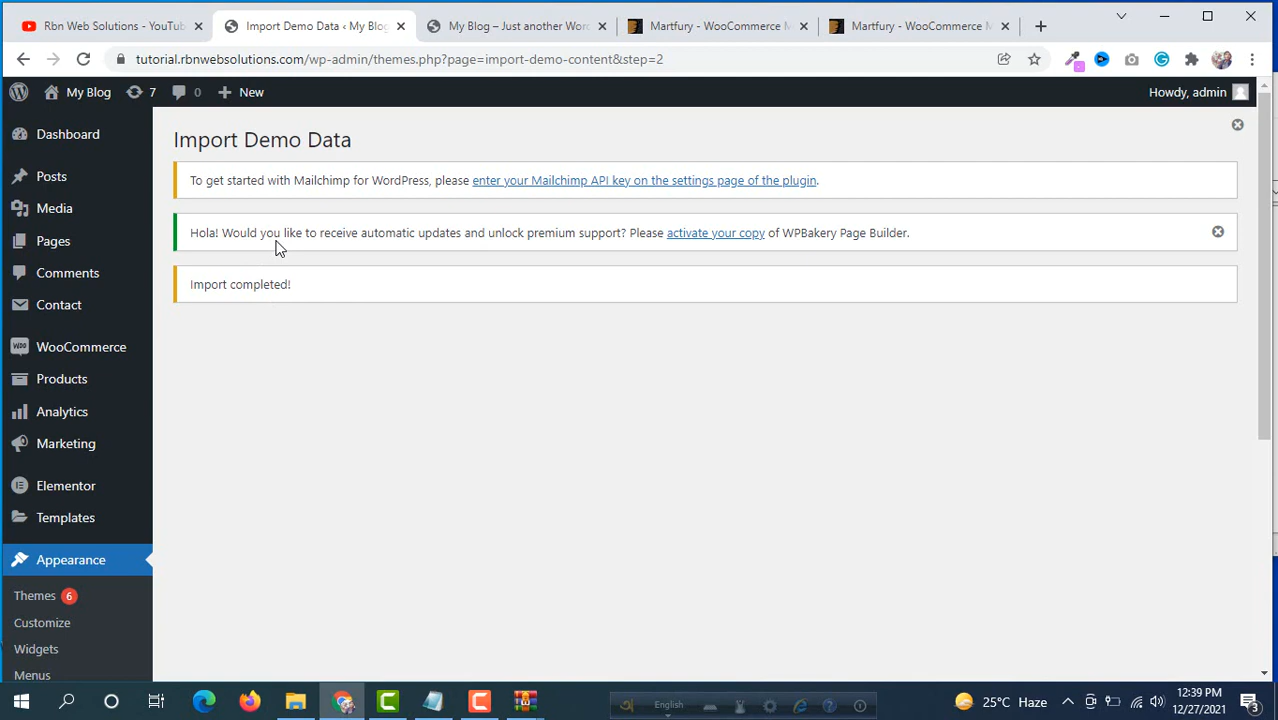 Rbn Web Solutions - YouTube
Import Demo Data ‹ My Blog
My Blog – Just another Wor
Martfury - WooCommerce M
Martfury - WooCommerce M
tutorial.rbnwebsolutions.com/wp-admin/themes.php?page=import-demo-content&step=2
My Blog 7 0 New
Howdy, admin
Dashboard
Posts
Media
Pages
Comments
Contact
WooCommerce
Products
Analytics
Marketing
Elementor
Templates
Appearance
Themes 6
Customize
Widgets
Menus
Import Demo Data
To get started with Mailchimp for WordPress, please enter your Mailchimp API key on the settings page of the plugin.
Hola! Would you like to receive automatic updates and unlock premium support? Please activate your copy of WPBakery Page Builder.
Import completed!
English
25°C Haze
12:39 PM
12/27/2021
3